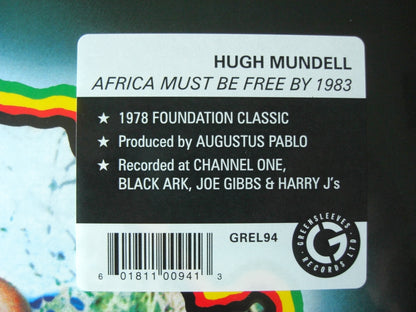 HUGH MUNDELL
AFRICA MUST BE FREE BY 1983
★ 1978 FOUNDATION CLASSIC
★ Produced by AUGUSTUS PABLO
★ Recorded at CHANNEL ONE,
BLACK ARK, JOE GIBBS & HARRY J's
GREL94
GREENSLEEVES
RECORDS LTD
G
6 01811 00941 3